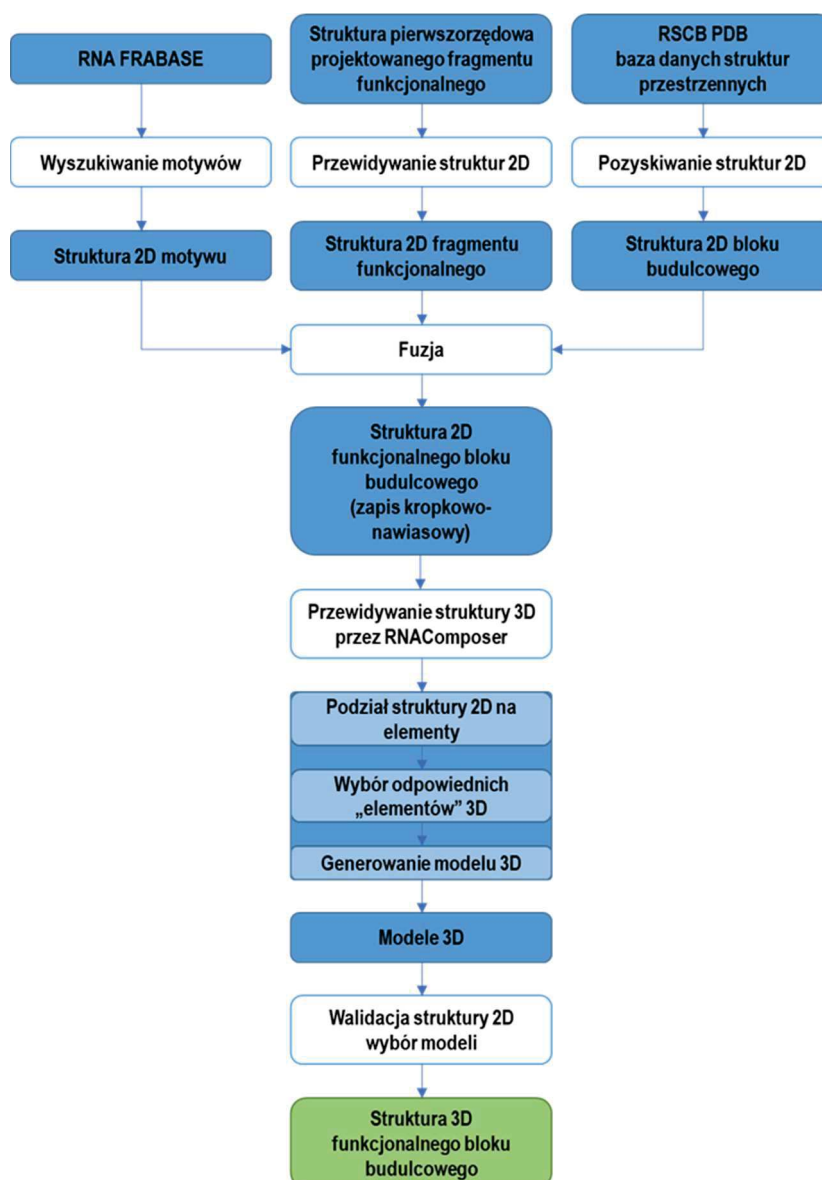 RNA FRABASE
Struktura pierwszorzędowa
projektowanego fragmentu
funkcjonalnego
RSCB PDB
baza danych struktur
przestrzennych
Wyszukiwanie motywów
Przewidywanie struktur 2D
Pozyskiwanie struktur 2D
Struktura 2D motywu
Struktura 2D fragmentu
funkcjonalnego
Struktura 2D bloku
budulcowego
Fuzja
Struktura 2D
funkcjonalnego bloku
budulcowego
(zapis kropkowo-
nawiasowy)
Przewidywanie struktury 3D
przez RNAComposer
Podział struktury 2D na
elementy
Wybór odpowiednich
„elementów” 3D
Generowanie modelu 3D
Modele 3D
Walidacja struktury 2D
wybór modeli
Struktura 3D
funkcjonalnego bloku
budulcowego